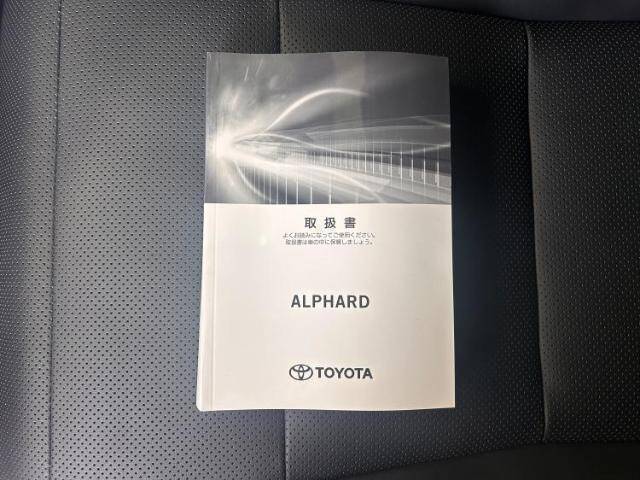 取扱書
よくお読みになってご使用ください。
取扱書は車の中に保管しましょう。
ALPHARD
TOYOTA